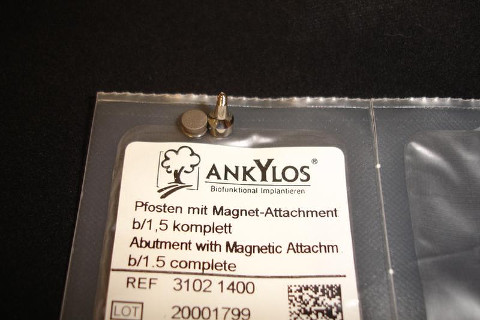 ANKYLOS®
Biofunktional Implantieren
Pfosten mit Magnet-Attachment
b/1,5 komplett
Abutment with Magnetic Attachm.
b/1.5 complete
REF 3102 1400
LOT 20001799